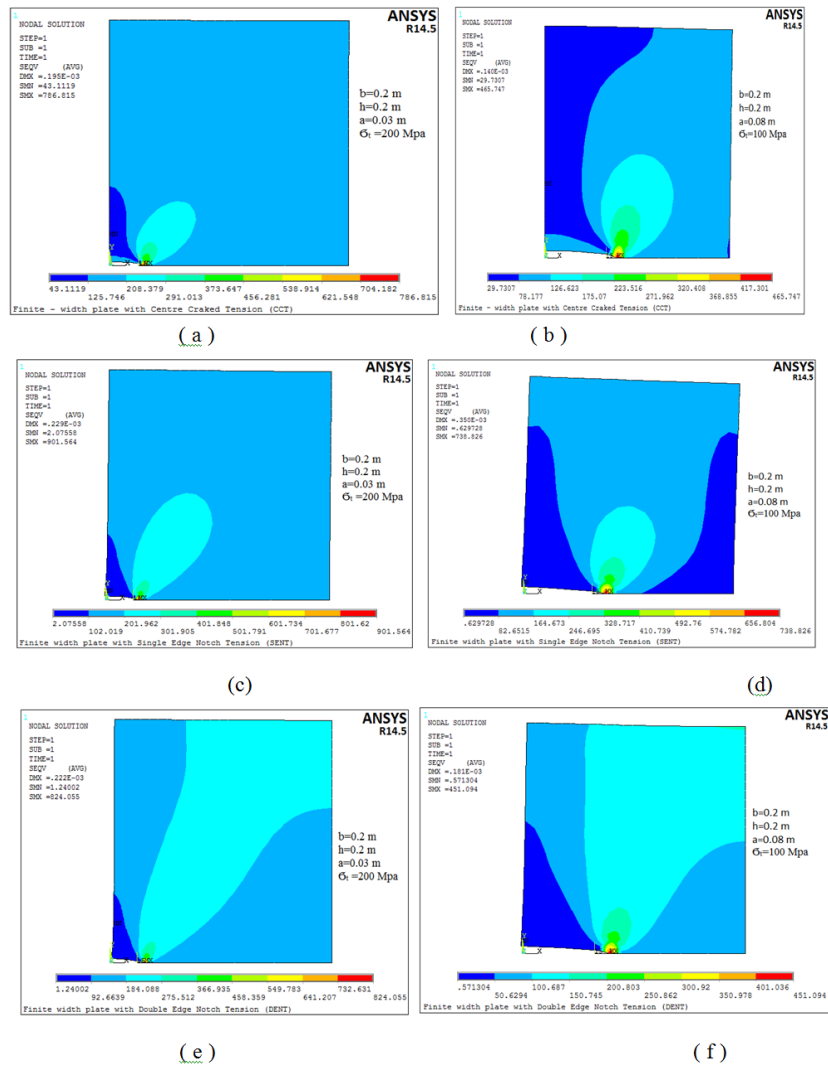 1
NODAL SOLUTION
STEP=1
SUB =1
TIME=1
SEQV (AVG)
DMX =.195E-03
SMN =43.1119
SMX =786.815
ANSYS
R14.5
b=0.2 m
h=0.2 m
a=0.03 m
σt =200 Mpa
Y
X
MX
43.1119 208.379 373.647 538.914 704.182
125.746 291.013 456.281 621.548 786.815
Finite - width plate with Centre Craked Tension (CCT)
( a )
1
NODAL SOLUTION
STEP=1
SUB =1
TIME=1
SEQV (AVG)
DMX =.140E-03
SMN =29.7307
SMX =465.747
ANSYS
R14.5
b=0.2 m
h=0.2 m
a=0.08 m
σt=100 Mpa
Y
X
MX
29.7307 126.623 223.516 320.408 417.301
78.177 175.07 271.962 368.855 465.747
Finite - width plate with Centre Craked Tension (CCT)
( b )
1
NODAL SOLUTION
STEP=1
SUB =1
TIME=1
SEQV (AVG)
DMX =.229E-03
SMN =2.07558
SMX =901.564
ANSYS
R14.5
b=0.2 m
h=0.2 m
a=0.03 m
σt =200 Mpa
Y
X
MX
2.07558 201.962 401.848 601.734 801.62
102.019 301.905 501.791 701.677 901.564
Finite width plate with Single Edge Notch Tension (SENT)
(c)
1
NODAL SOLUTION
STEP=1
SUB =1
TIME=1
SEQV (AVG)
DMX =.350E-03
SMN =.629728
SMX =738.826
ANSYS
R14.5
b=0.2 m
h=0.2 m
a=0.08 m
σt=100 Mpa
Y
X
MX
.629728 164.673 328.717 492.76 656.804
82.6515 246.695 410.739 574.782 738.826
Finite width plate with Single Edge Notch Tension (SENT)
(d)
1
NODAL SOLUTION
STEP=1
SUB =1
TIME=1
SEQV (AVG)
DMX =.222E-03
SMN =1.24002
SMX =824.055
ANSYS
R14.5
b=0.2 m
h=0.2 m
a=0.03 m
σt =200 Mpa
Y
X
MX
1.24002 184.088 366.935 549.783 732.631
92.6639 275.512 458.359 641.207 824.055
Finite width plate with Double Edge Notch Tension (DENT)
( e )
1
NODAL SOLUTION
STEP=1
SUB =1
TIME=1
SEQV (AVG)
DMX =.181E-03
SMN =.571304
SMX =451.094
ANSYS
R14.5
b=0.2 m
h=0.2 m
a=0.08 m
σt=100 Mpa
Y
X
MX
.571304 100.687 200.803 300.92 401.036
50.6294 150.745 250.862 350.978 451.094
Finite width plate with Double Edge Notch Tension (DENT)
( f )